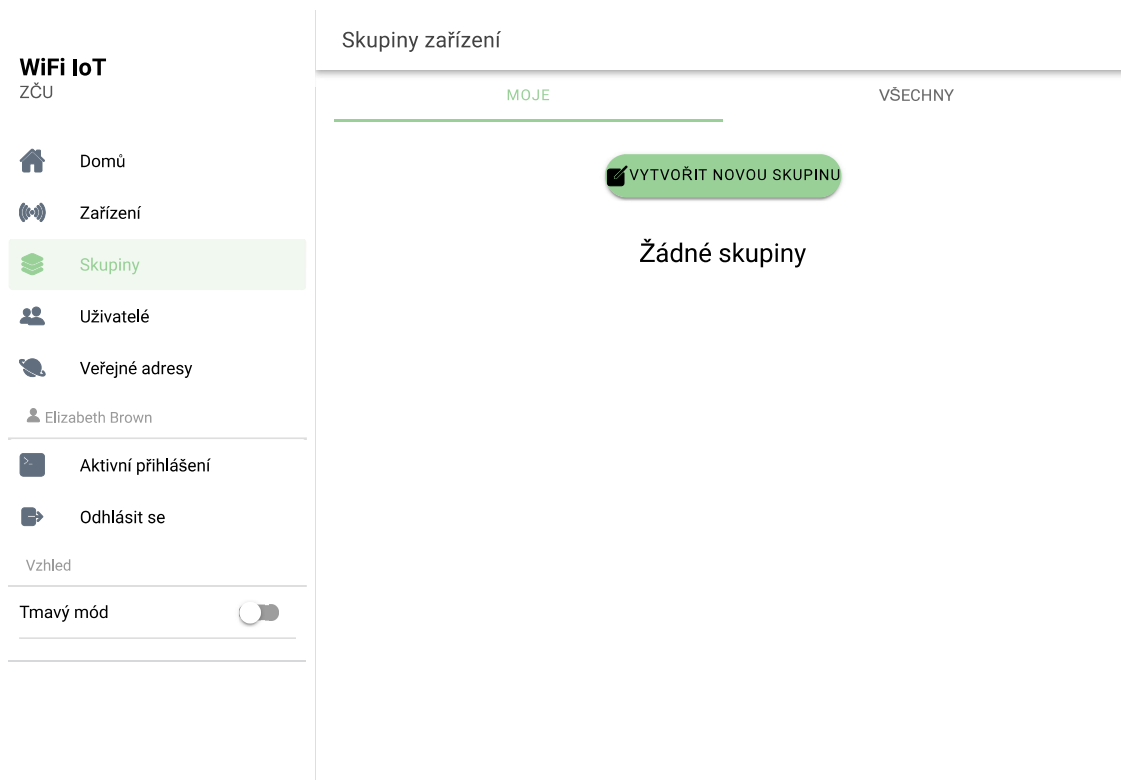 WiFi IoT
ZČU
Domů
Zařízení
Skupiny
Uživatelé
Veřejné adresy
Elizabeth Brown
Aktivní přihlášení
Odhlásit se
Vzhled
Tmavý mód
Skupiny zařízení
MOJE
VŠECHNY
VYTVOŘIT NOVOU SKUPINU
Žádné skupiny